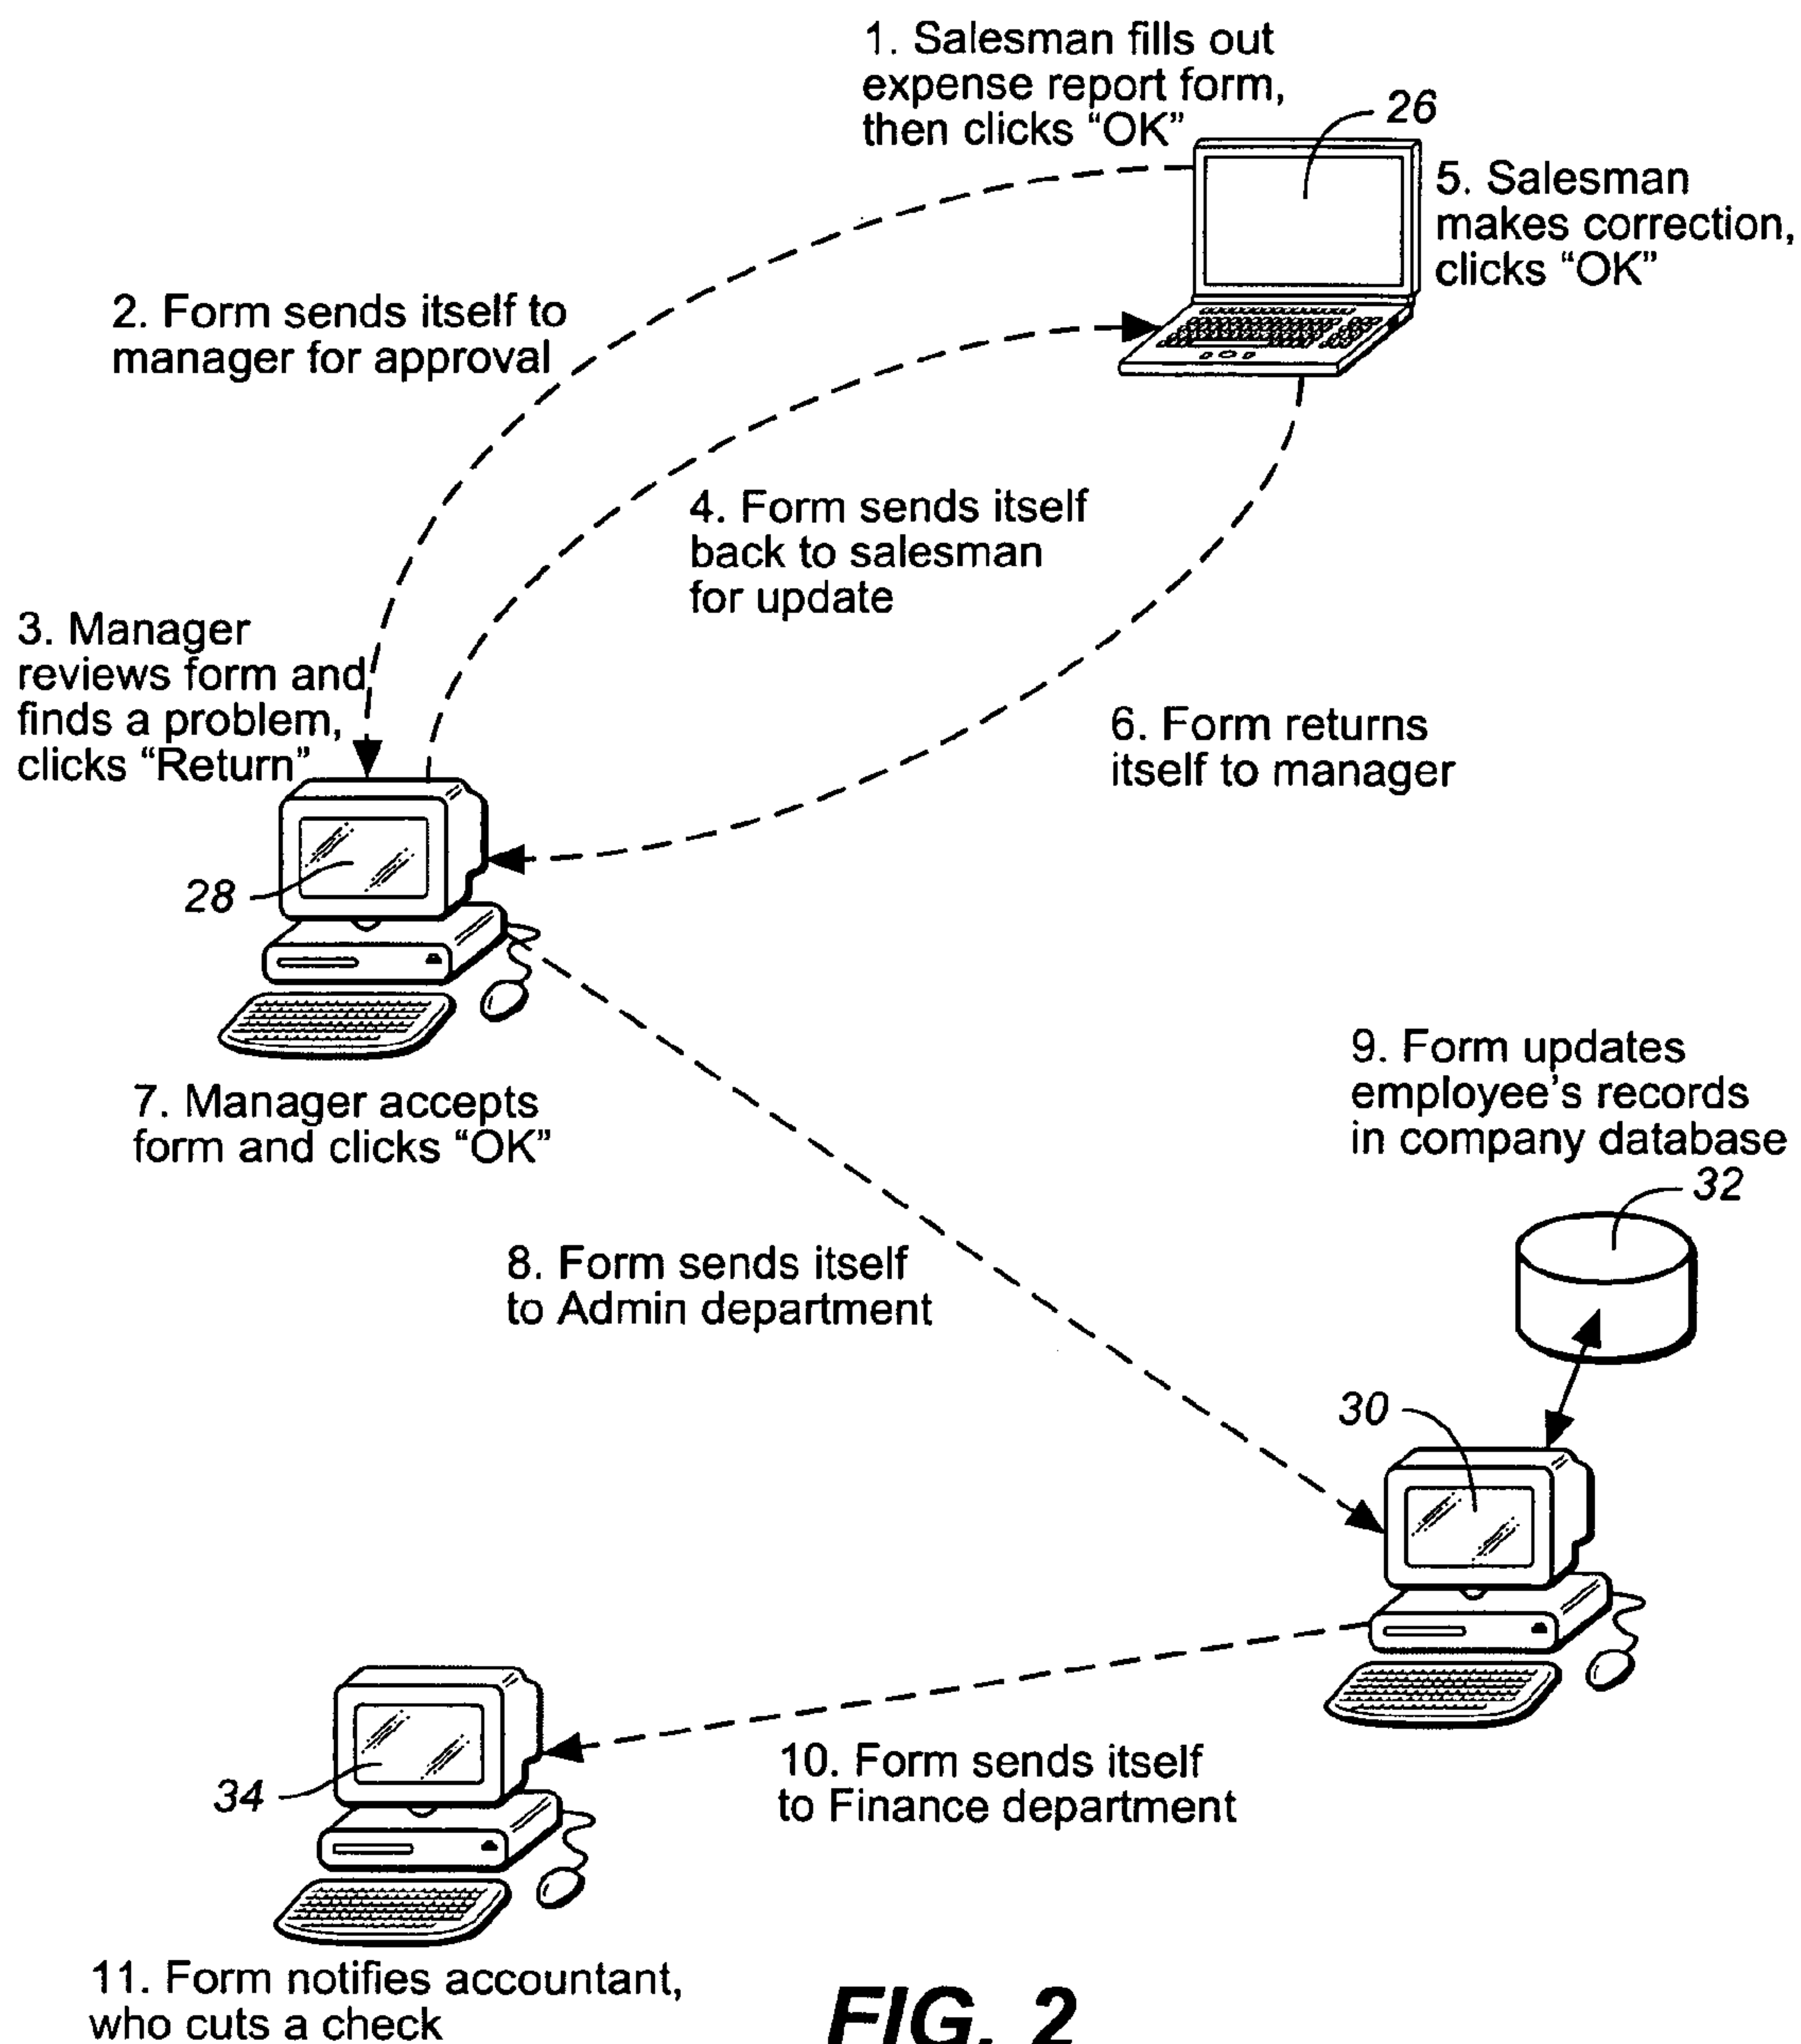 1. Salesman fills out
expense report form,
then clicks “OK”
26
5. Salesman
makes correction,
clicks “OK”
2. Form sends itself to
manager for approval
4. Form sends itself
back to salesman
for update
3. Manager
reviews form and
finds a problem,
clicks “Return”
6. Form returns
itself to manager
28
7. Manager accepts
form and clicks “OK”
9. Form updates
employee’s records
in company database
32
8. Form sends itself
to Admin department
30
10. Form sends itself
to Finance department
34
11. Form notifies accountant,
who cuts a check
FIG. 2